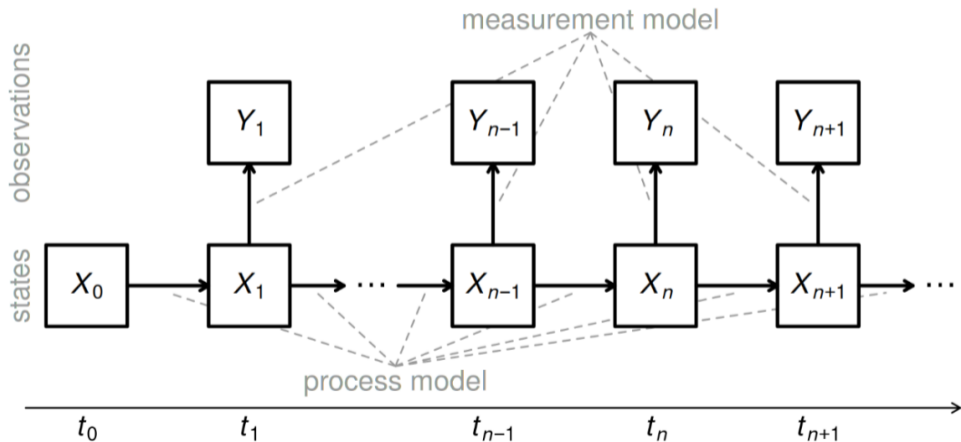 measurement model
observations
Y₁ Yₙ₋₁ Yₙ Yₙ₊₁
states
X₀ X₁ ⋯ Xₙ₋₁ Xₙ Xₙ₊₁ ⋯
process model
t₀ t₁ tₙ₋₁ tₙ tₙ₊₁